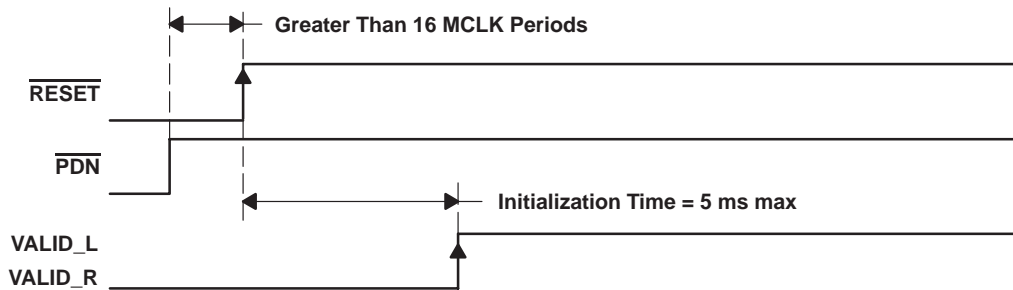 Greater Than 16 MCLK Periods
RESET
PDN
Initialization Time = 5 ms max
VALID_L
VALID_R